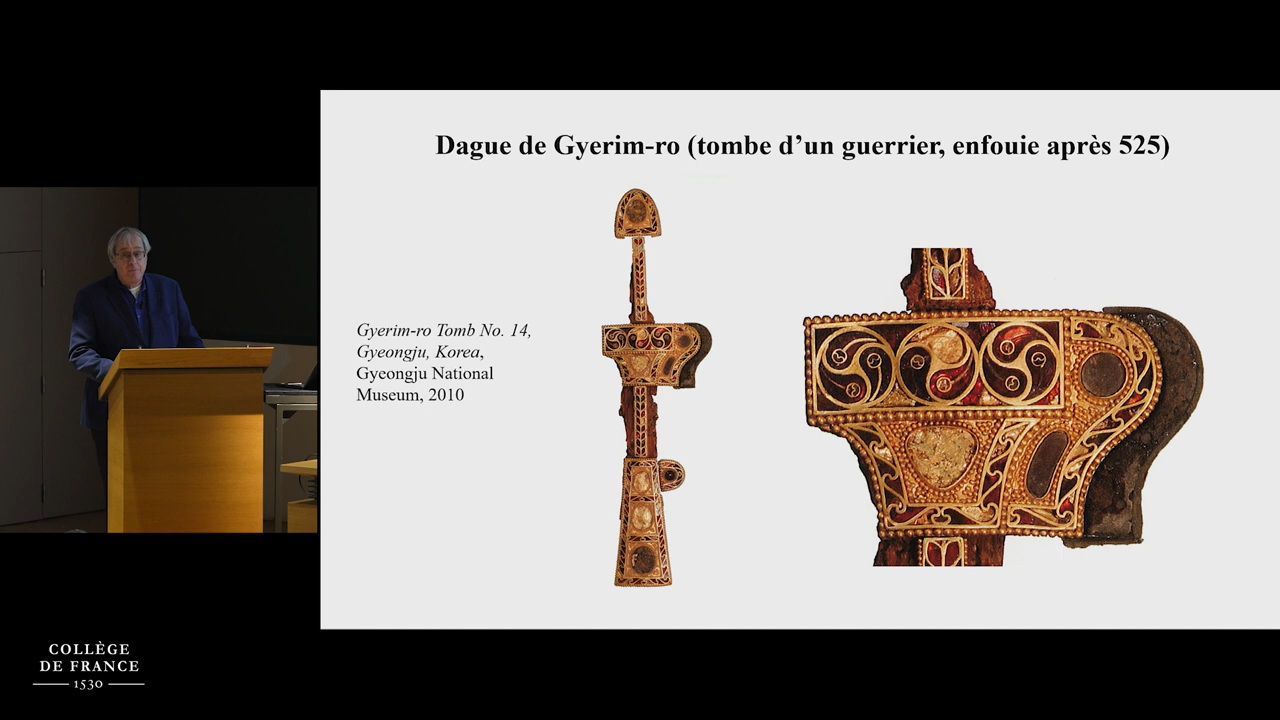 Dague de Gyerim-ro (tombe d’un guerrier, enfouie après 525)
Gyerim-ro Tomb No. 14,
Gyeongju, Korea,
Gyeongju National
Museum, 2010
COLLÈGE
DE FRANCE
1530